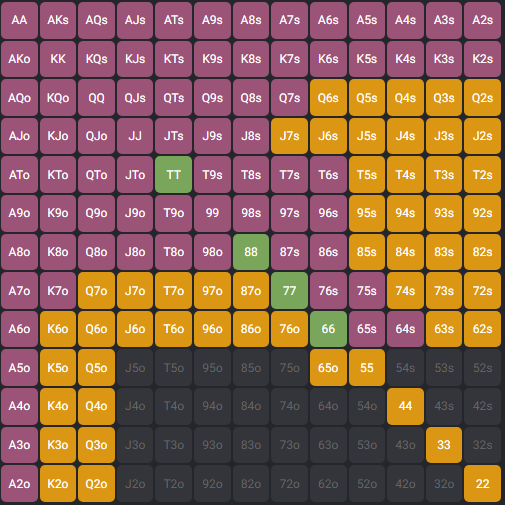 AA AKs AQs AJs ATs A9s A8s A7s A6s A5s A4s A3s A2s
AKo KK KQs KJs KTs K9s K8s K7s K6s K5s K4s K3s K2s
AQo KQo QQ QJs QTs Q9s Q8s Q7s Q6s Q5s Q4s Q3s Q2s
AJo KJo QJo JJ JTs J9s J8s J7s J6s J5s J4s J3s J2s
ATo KTo QTo JTo TT T9s T8s T7s T6s T5s T4s T3s T2s
A9o K9o Q9o J9o T9o 99 98s 97s 96s 95s 94s 93s 92s
A8o K8o Q8o J8o T8o 98o 88 87s 86s 85s 84s 83s 82s
A7o K7o Q7o J7o T7o 97o 87o 77 76s 75s 74s 73s 72s
A6o K6o Q6o J6o T6o 96o 86o 76o 66 65s 64s 63s 62s
A5o K5o Q5o J5o T5o 95o 85o 75o 65o 55 54s 53s 52s
A4o K4o Q4o J4o T4o 94o 84o 74o 64o 54o 44 43s 42s
A3o K3o Q3o J3o T3o 93o 83o 73o 63o 53o 43o 33 32s
A2o K2o Q2o J2o T2o 92o 82o 72o 62o 52o 42o 32o 22